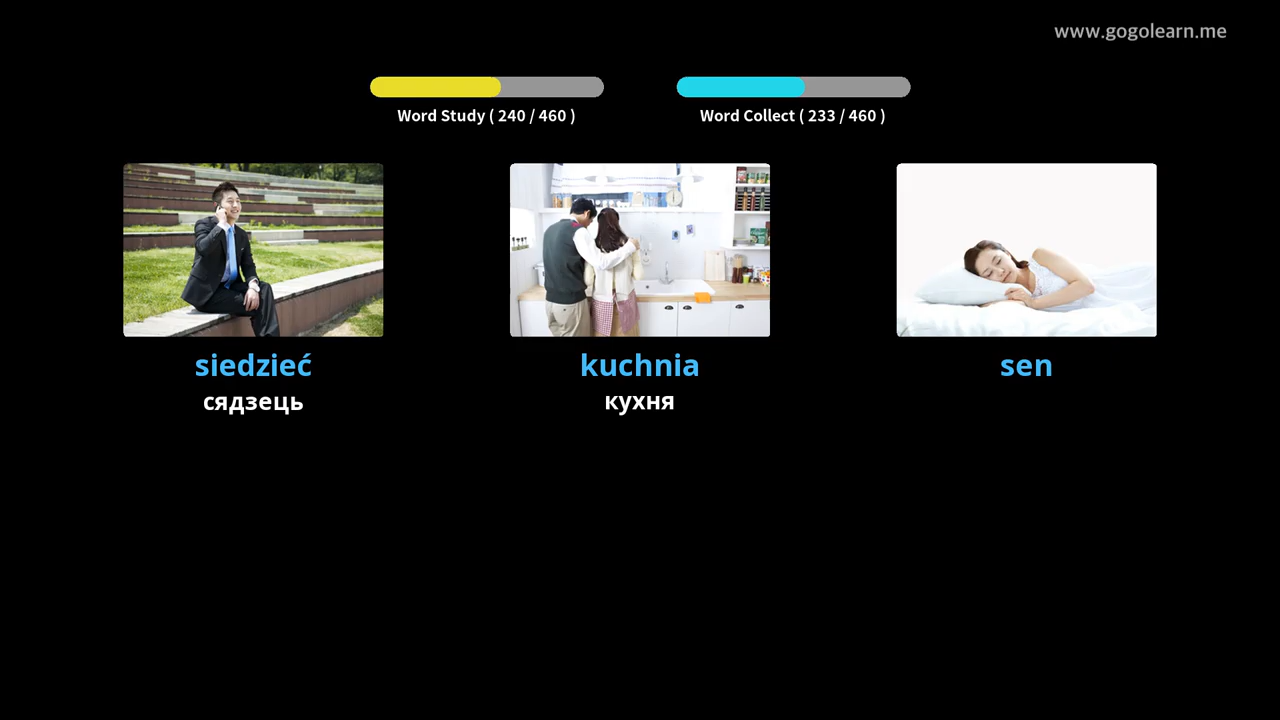 www.gogolearn.me
Word Study ( 240 / 460 )
Word Collect ( 233 / 460 )
siedzieć
сядзець
kuchnia
кухня
sen